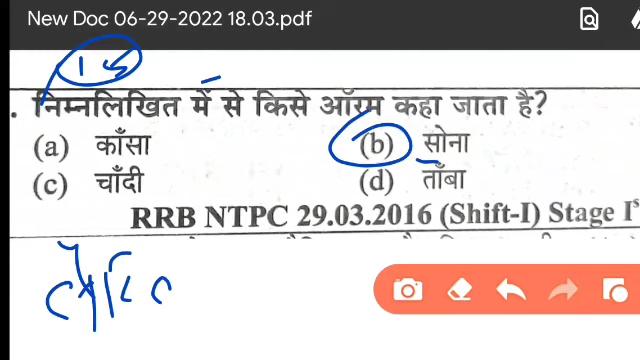 New Doc 06-29-2022 18.03.pdf
1
. निम्नलिखित में से किसे ऑरम कहा जाता है?
(a) काँसा (b) सोना
(c) चाँदी (d) ताँबा
RRB NTPC 29.03.2016 (Shift-I) Stage Is